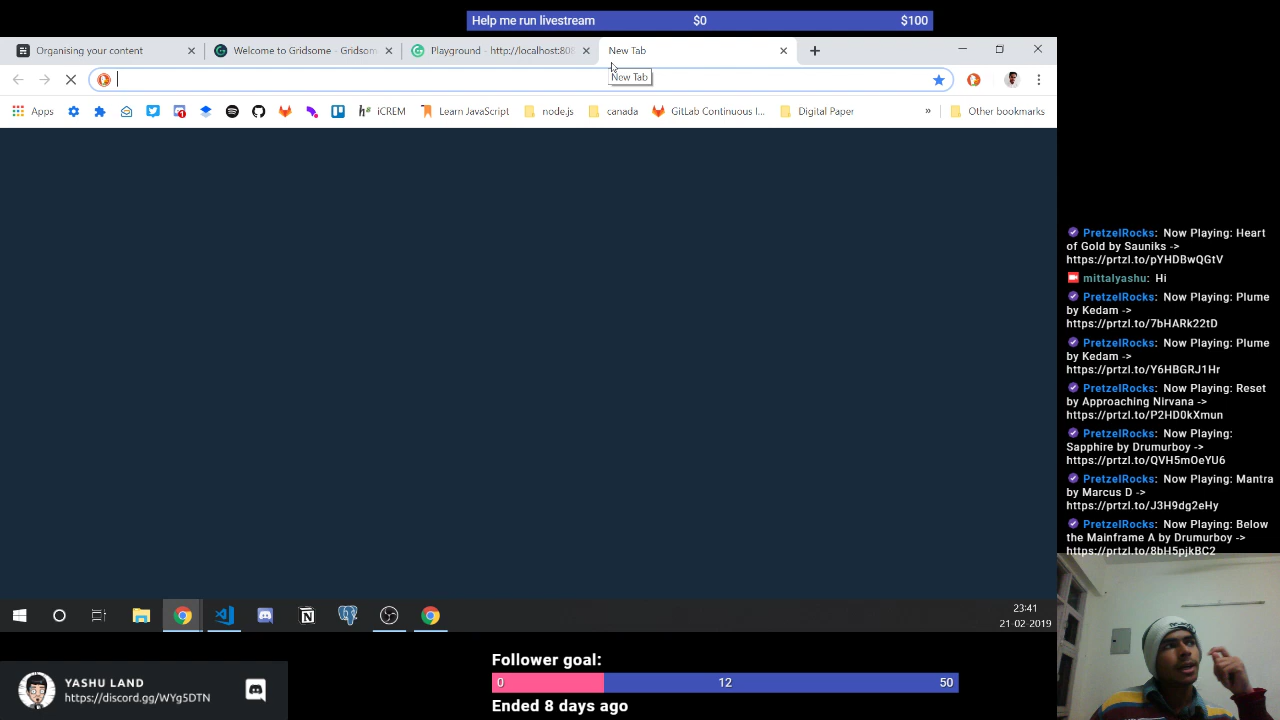 Help me run livestream $0 $100
Organising your content
Welcome to Gridsome - Gridsom
Playground - http://localhost:808
New Tab
New Tab
Apps
iCREM
Learn JavaScript
node.js
canada
GitLab Continuous I...
Digital Paper
»
Other bookmarks
PretzelRocks: Now Playing: Heart
of Gold by Sauniks ->
https://prtzl.to/pYHDBwQGtV
mittalyashu: Hi
PretzelRocks: Now Playing: Plume
by Kedam ->
https://prtzl.to/7bHARk22tD
PretzelRocks: Now Playing: Plume
by Kedam ->
https://prtzl.to/Y6HBGRJ1Hr
PretzelRocks: Now Playing: Reset
by Approaching Nirvana ->
https://prtzl.to/P2HD0kXmun
PretzelRocks: Now Playing:
Sapphire by Drumurboy ->
https://prtzl.to/QVH5mOeYU6
PretzelRocks: Now Playing: Mantra
by Marcus D ->
https://prtzl.to/J3H9dg2eHy
PretzelRocks: Now Playing: Below
the Mainframe A by Drumurboy ->
https://prtzl.to/8bH5pjkBC2
23:41
21-02-2019
YASHU LAND
https://discord.gg/WYg5DTN
Follower goal:
0 12 50
Ended 8 days ago